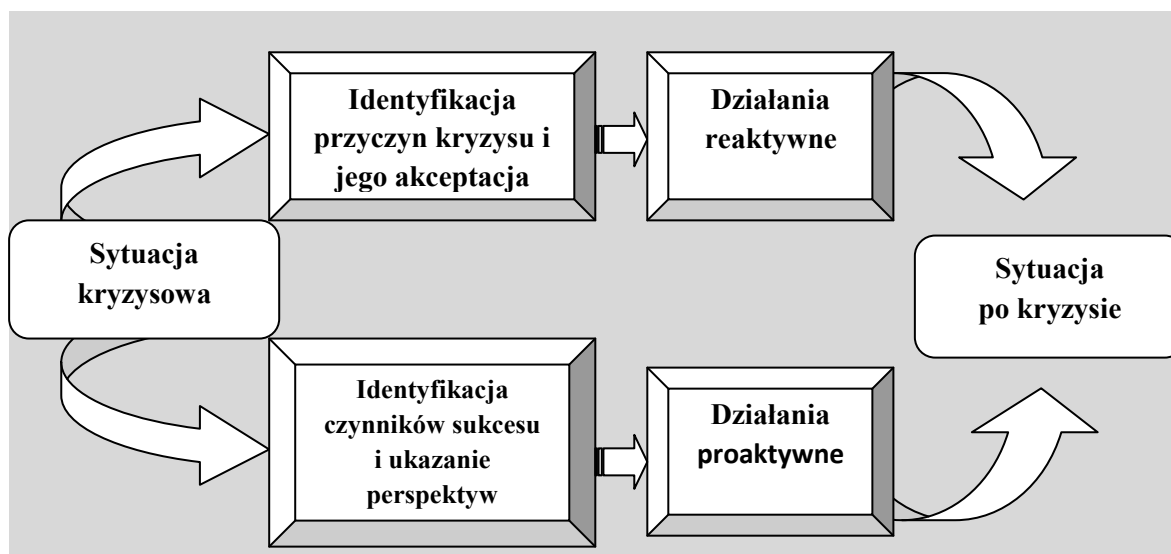 Identyfikacja
przyczyn kryzysu i
jego akceptacja
Działania
reaktywne
Sytuacja
kryzysowa
Sytuacja
po kryzysie
Identyfikacja
czynników sukcesu
i ukazanie
perspektyw
Działania
proaktywne